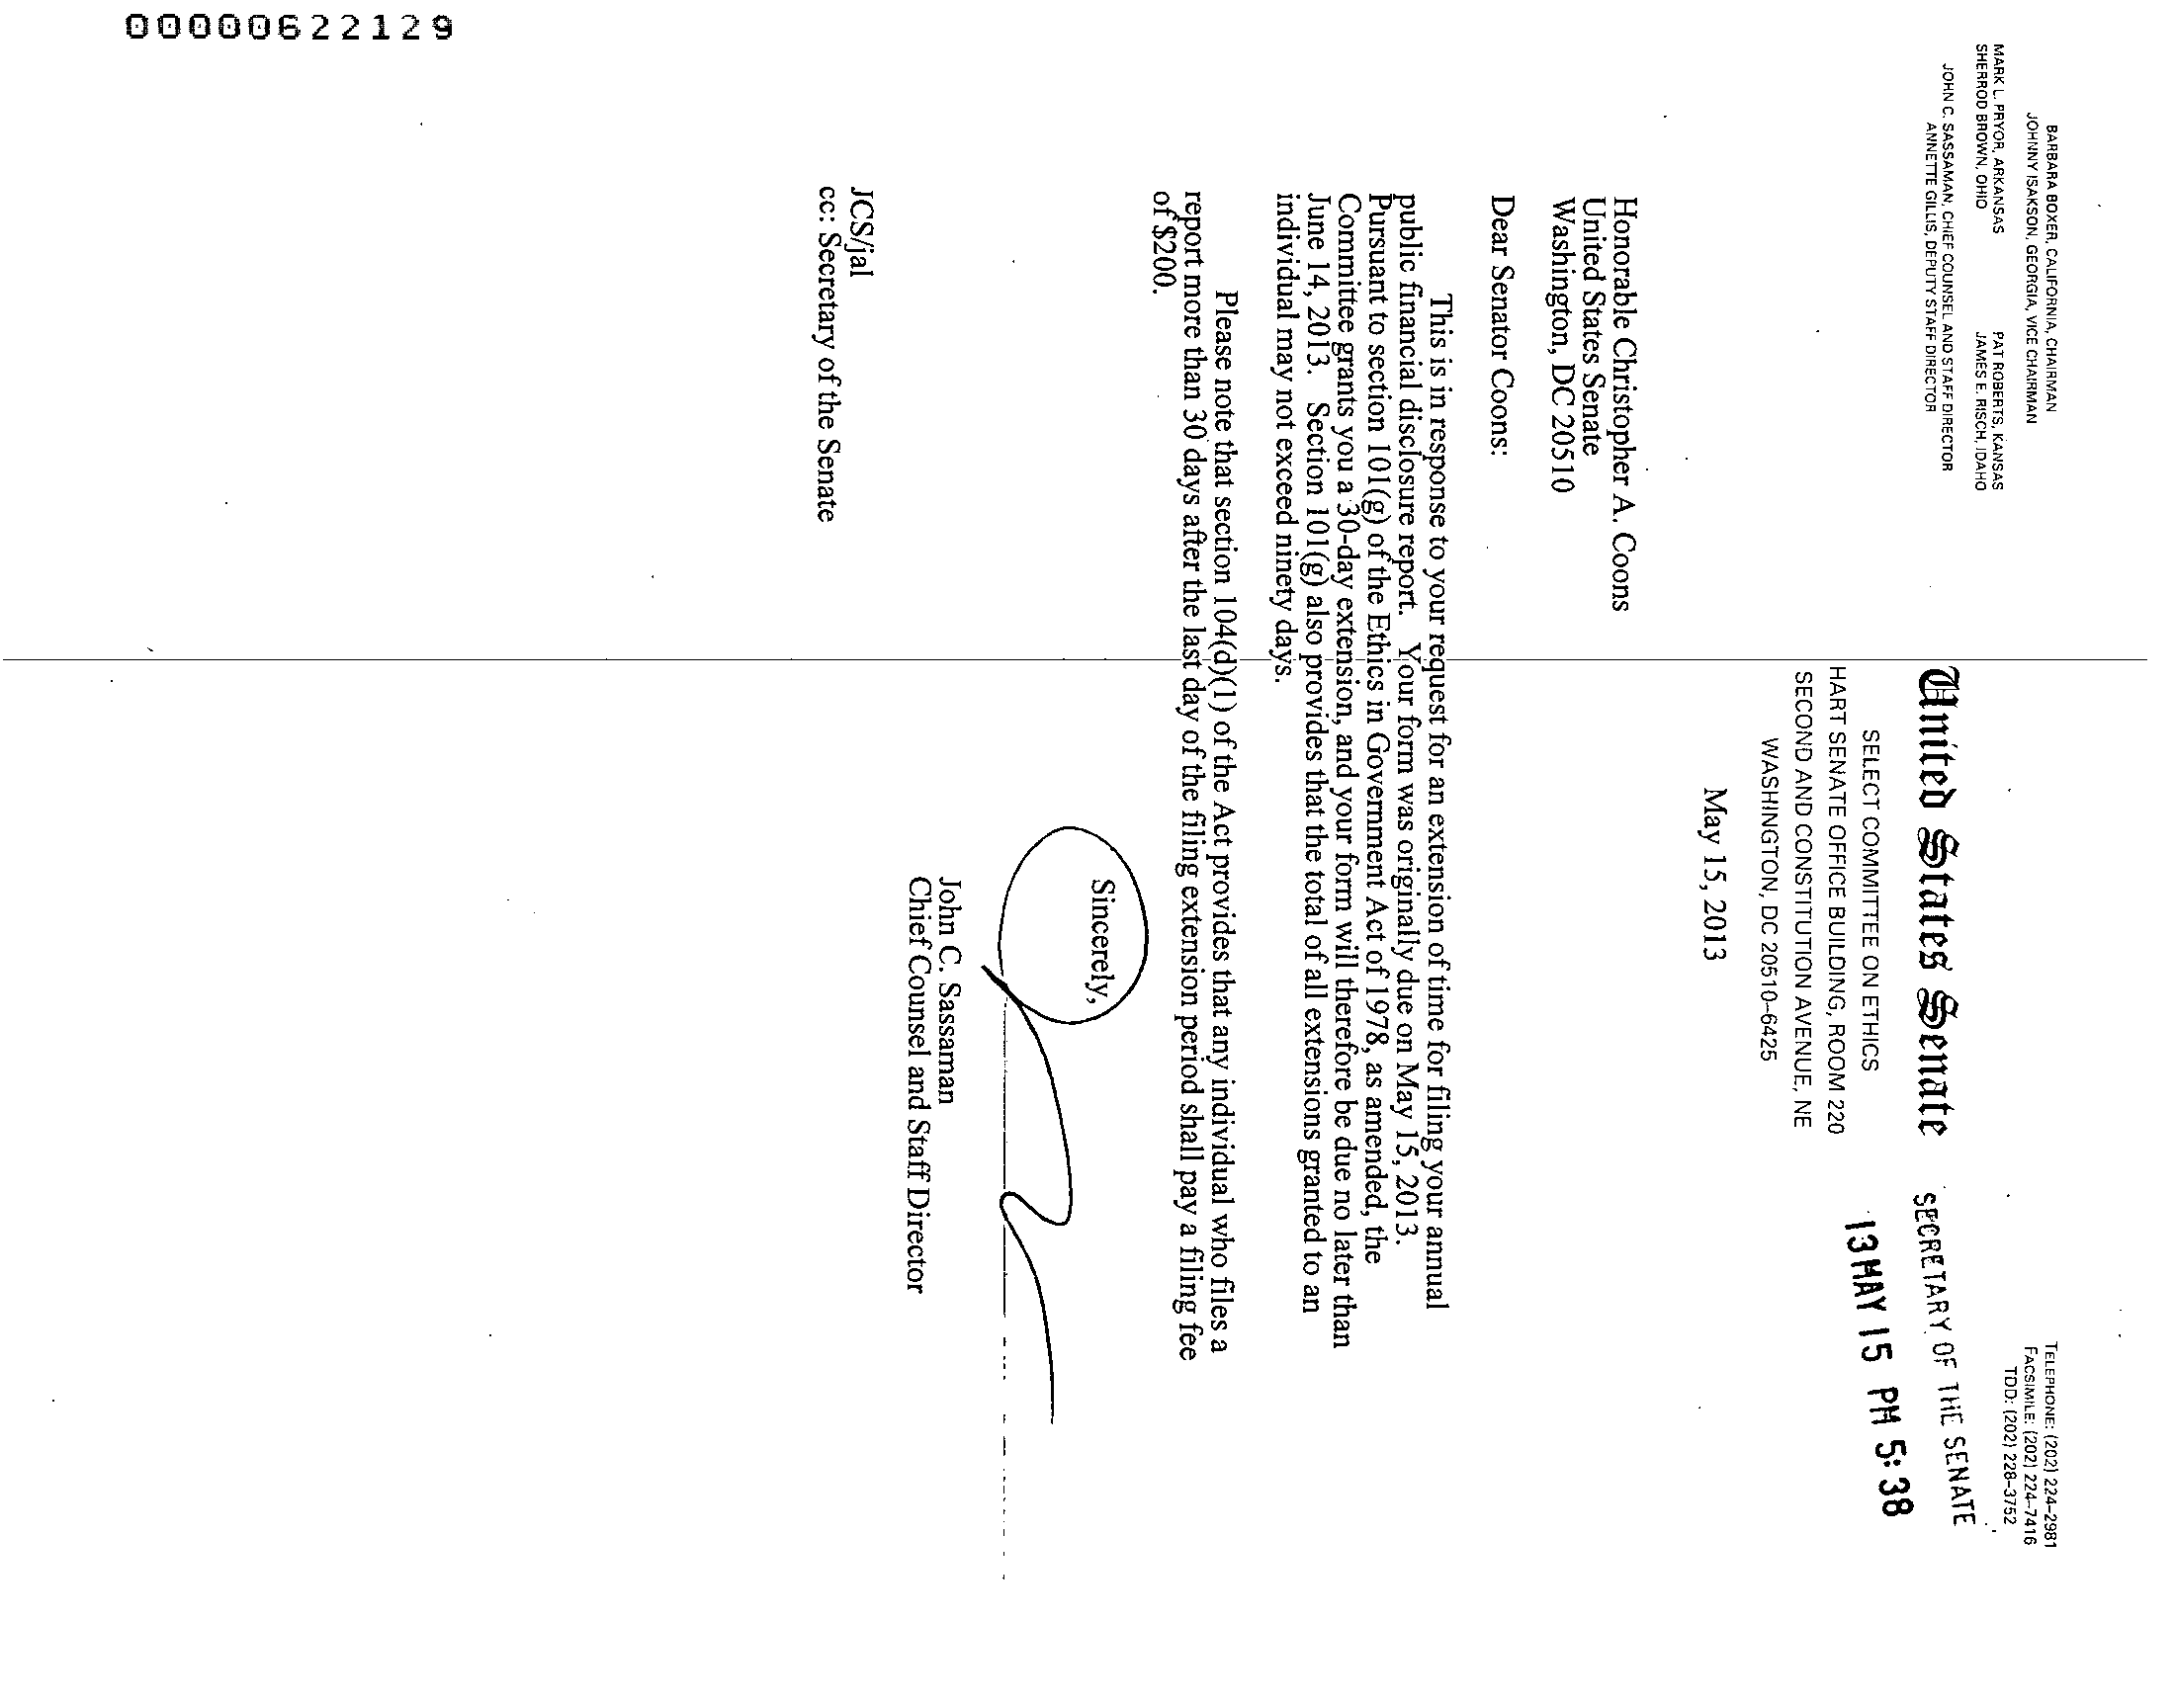 00000622129
BARBARA BOXER, CALIFORNIA, CHAIRMAN
JOHNNY ISAKSON, GEORGIA, VICE CHAIRMAN
MARK L. PRYOR, ARKANSAS PAT ROBERTS, KANSAS
SHERROD BROWN, OHIO JAMES E. RISCH, IDAHO
JOHN C. SASSAMAN, CHIEF COUNSEL AND STAFF DIRECTOR
ANNETTE GILLIS, DEPUTY STAFF DIRECTOR
TELEPHONE: (202) 224-2981
FACSIMILE: (202) 224-7416
TDD: (202) 228-3752
United States Senate
SELECT COMMITTEE ON ETHICS
HART SENATE OFFICE BUILDING, ROOM 220
SECOND AND CONSTITUTION AVENUE, NE
WASHINGTON, DC 20510-6425
SECRETARY OF THE SENATE
13 MAY 15 PM 5:38
May 15, 2013
Honorable Christopher A. Coons
United States Senate
Washington, DC 20510
Dear Senator Coons:
This is in response to your request for an extension of time for filing your annual
public financial disclosure report. Your form was originally due on May 15, 2013.
Pursuant to section 101(g) of the Ethics in Government Act of 1978, as amended, the
Committee grants you a 30-day extension, and your form will therefore be due no later than
June 14, 2013. Section 101(g) also provides that the total of all extensions granted to an
individual may not exceed ninety days.
Please note that section 104(d)(1) of the Act provides that any individual who files a
report more than 30 days after the last day of the filing extension period shall pay a filing fee
of $200.
Sincerely,
John C. Sassaman
Chief Counsel and Staff Director
JCS/jal
cc: Secretary of the Senate